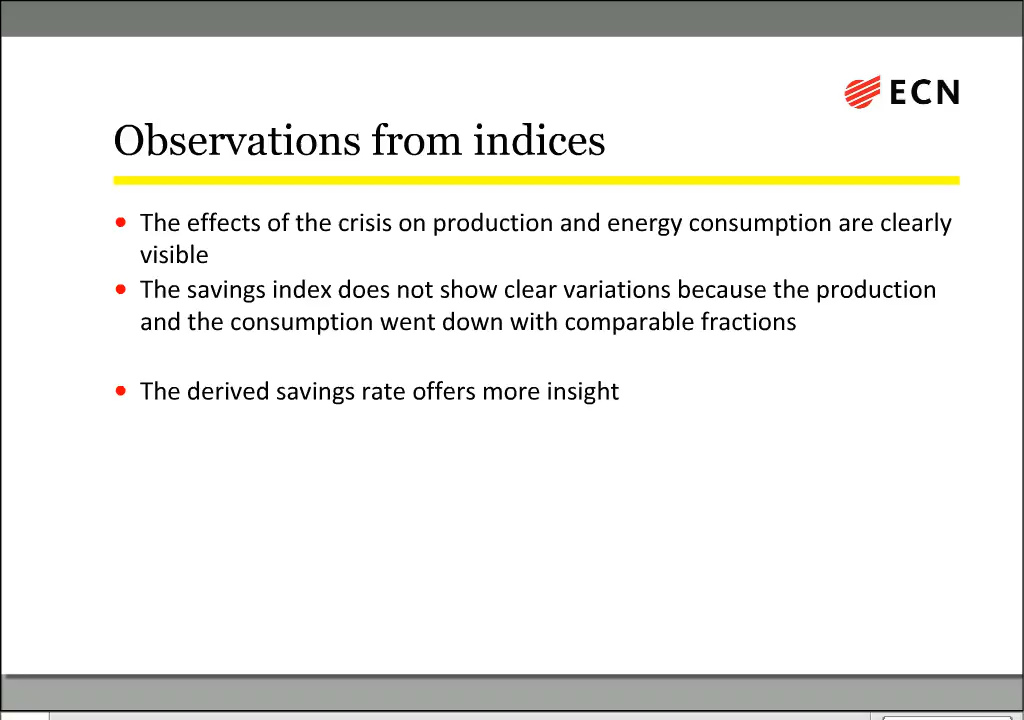 ECN
Observations from indices
• The effects of the crisis on production and energy consumption are clearly
visible
• The savings index does not show clear variations because the production
and the consumption went down with comparable fractions
• The derived savings rate offers more insight